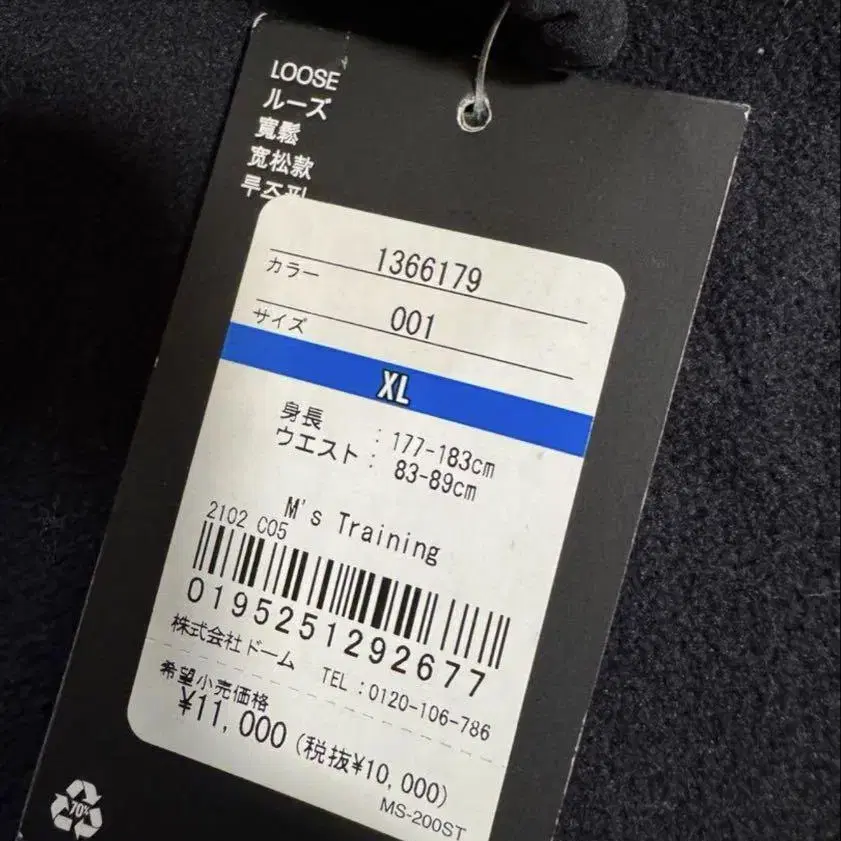 LOOSE
ルーズ
寬鬆
宽松款
루즈핏
1366179
カラー
001
サイズ
XL
身長 : 177-183cm
ウエスト : 83-89cm
M's Training
2102 C05
0195251292677
株式会社ドーム TEL:0120-106-786
希望小売価格
¥11,000 (税抜¥10,000)
MS-200ST
70%